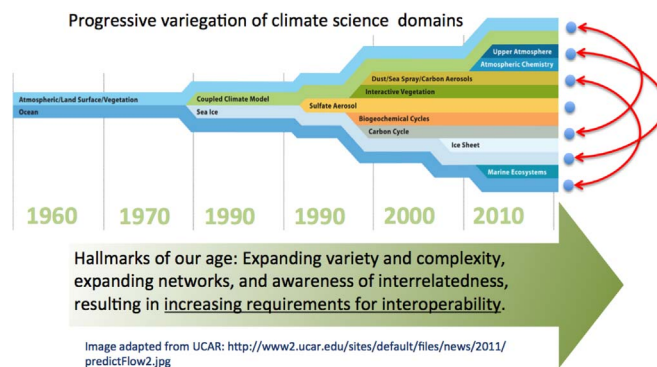 Progressive variegation of climate science domains
Upper Atmosphere
Atmospheric Chemistry
Dust/Sea Spray/Carbon Aerosols
Interactive Vegetation
Atmospheric/Land Surface/Vegetation
Coupled Climate Model
Sulfate Aerosol
Ocean
Sea Ice
Biogeochemical Cycles
Carbon Cycle
Ice Sheet
Marine Ecosystems
1960 1970 1990 1990 2000 2010
Hallmarks of our age: Expanding variety and complexity,
expanding networks, and awareness of interrelatedness,
resulting in increasing requirements for interoperability.
Image adapted from UCAR: http://www2.ucar.edu/sites/default/files/news/2011/
predictFlow2.jpg